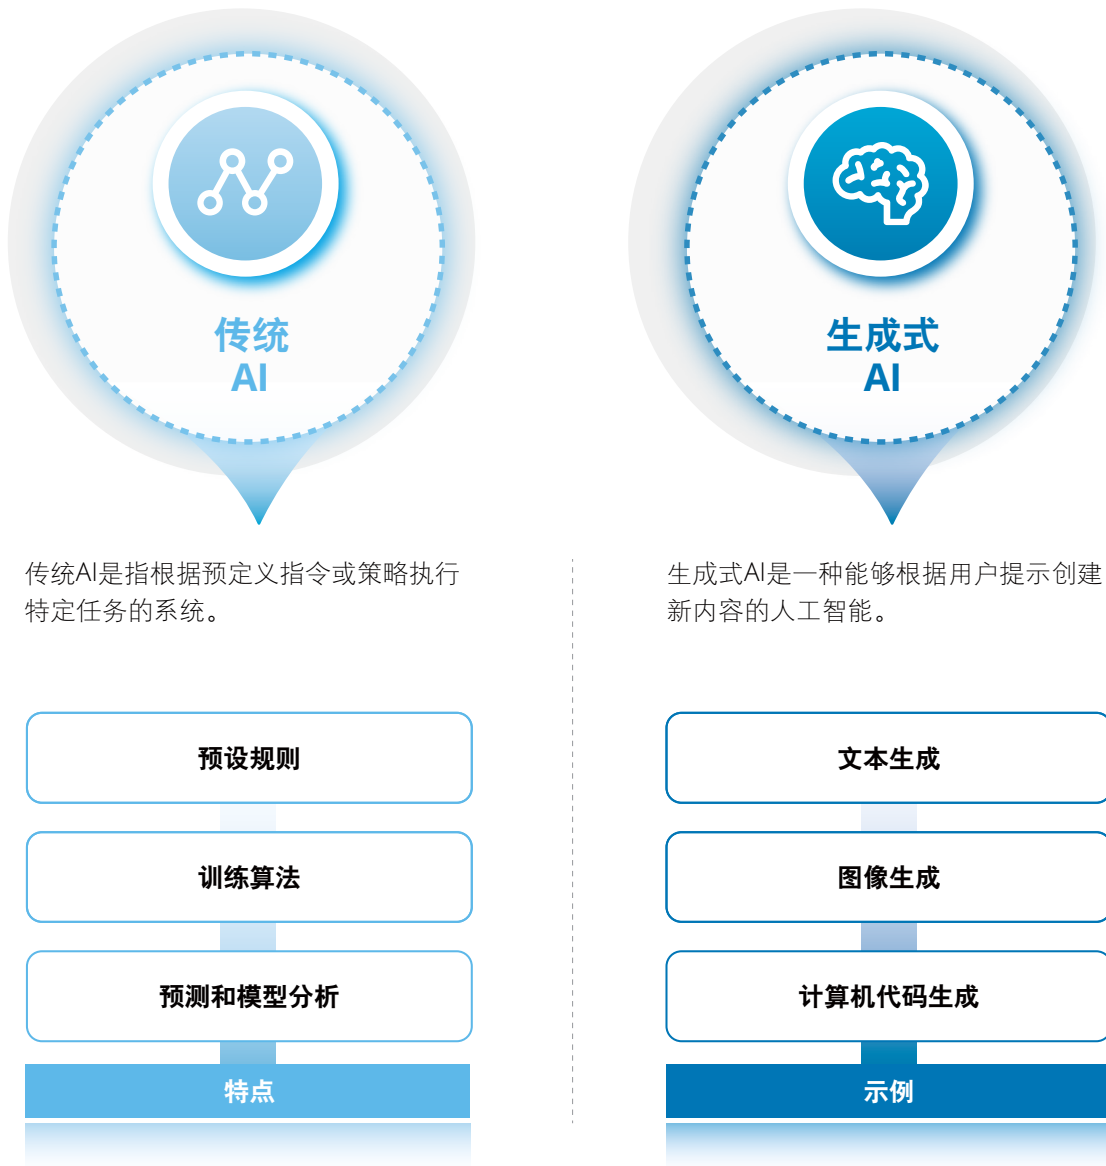 传统
AI
传统AI是指根据预定义指令或策略执行
特定任务的系统。
预设规则
训练算法
预测和模型分析
特点
生成式
AI
生成式AI是一种能够根据用户提示创建
新内容的人工智能。
文本生成
图像生成
计算机代码生成
示例